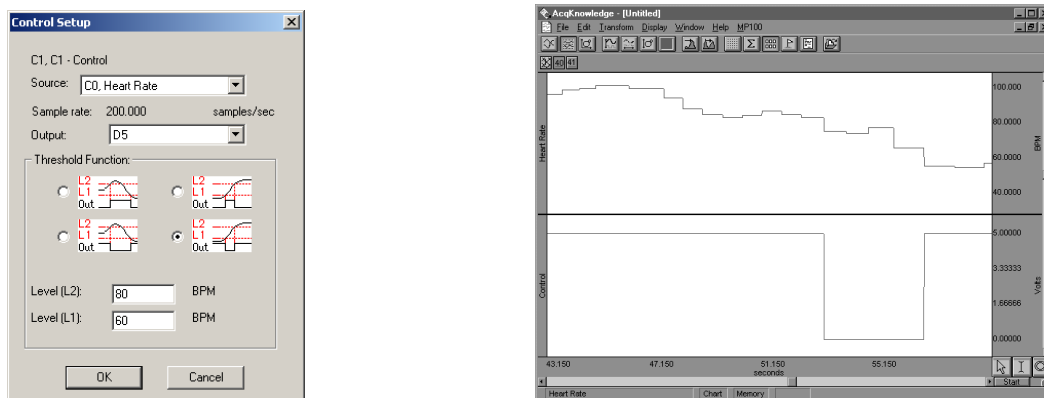 Control Setup
C1, C1 - Control
Source: C0, Heart Rate
Sample rate: 200.000 samples/sec
Output: D5
Threshold Function:
L2
L1
Out
L2
L1
Out
L2
L1
Out
L2
L1
Out
Level (L2): 80 BPM
Level (L1): 60 BPM
OK Cancel
AcqKnowledge - [Untitled]
File Edit Transform Display Window Help MP100
40 41
Heart Rate
100.000
80.0000
60.0000
40.0000
BPM
Control
5.00000
3.33333
1.66666
0.00000
Volts
43.150 47.150 51.150 55.150
seconds
Start
Heart Rate Chart Memory